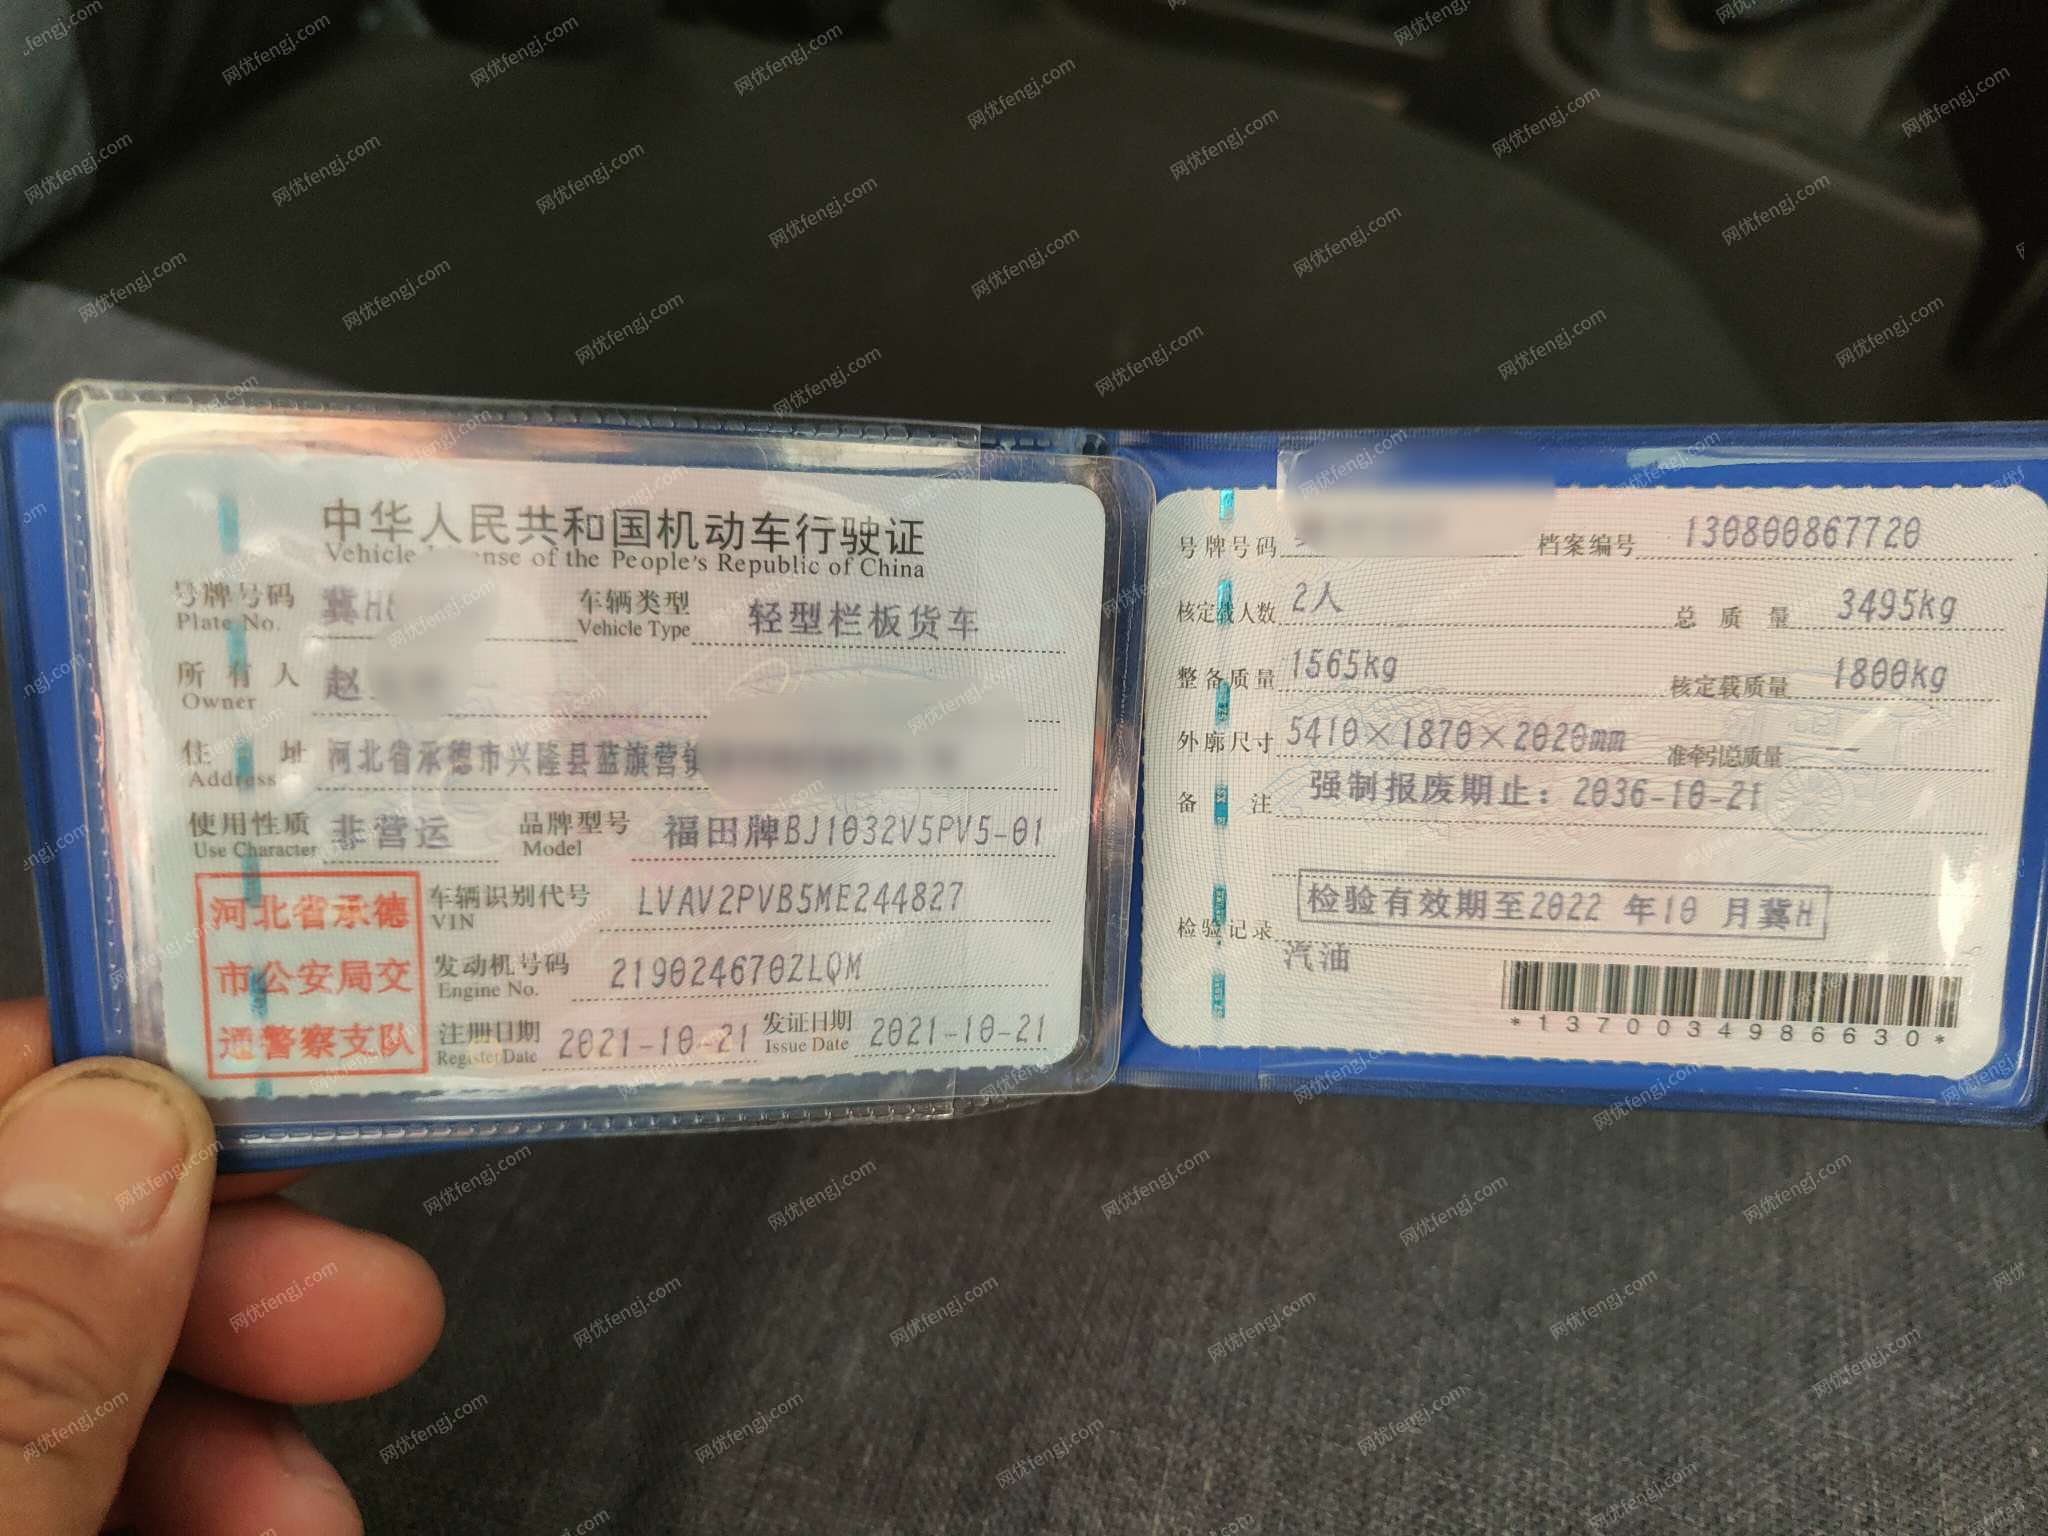 中华人民共和国机动车行驶证
Vehicle License of the People's Republic of China
号牌号码 冀H 车辆类型 轻型栏板货车
Plate No. Vehicle Type
所有人 赵
Owner
住址 河北省承德市兴隆县蓝旗营镇
Address
使用性质 非营运 品牌型号 福田牌BJ1032V5PV5-01
Use Character Model
河北省承德
市公安局交
通警察支队
车辆识别代号 LVAV2PVB5ME244827
VIN
发动机号码 219024670ZLQM
Engine No.
注册日期 2021-10-21 发证日期 2021-10-21
Register Date Issue Date
号牌号码 档案编号 130800867720
核定载人数 2人 总质量 3495kg
整备质量 1565kg 核定载质量 1800kg
外廓尺寸 5410×1870×2020mm 准牵引总质量 --
备注 强制报废期止：2036-10-21
检验有效期至2022 年10 月冀H
检验记录
汽油
*1370034986630*
网优fengj.com